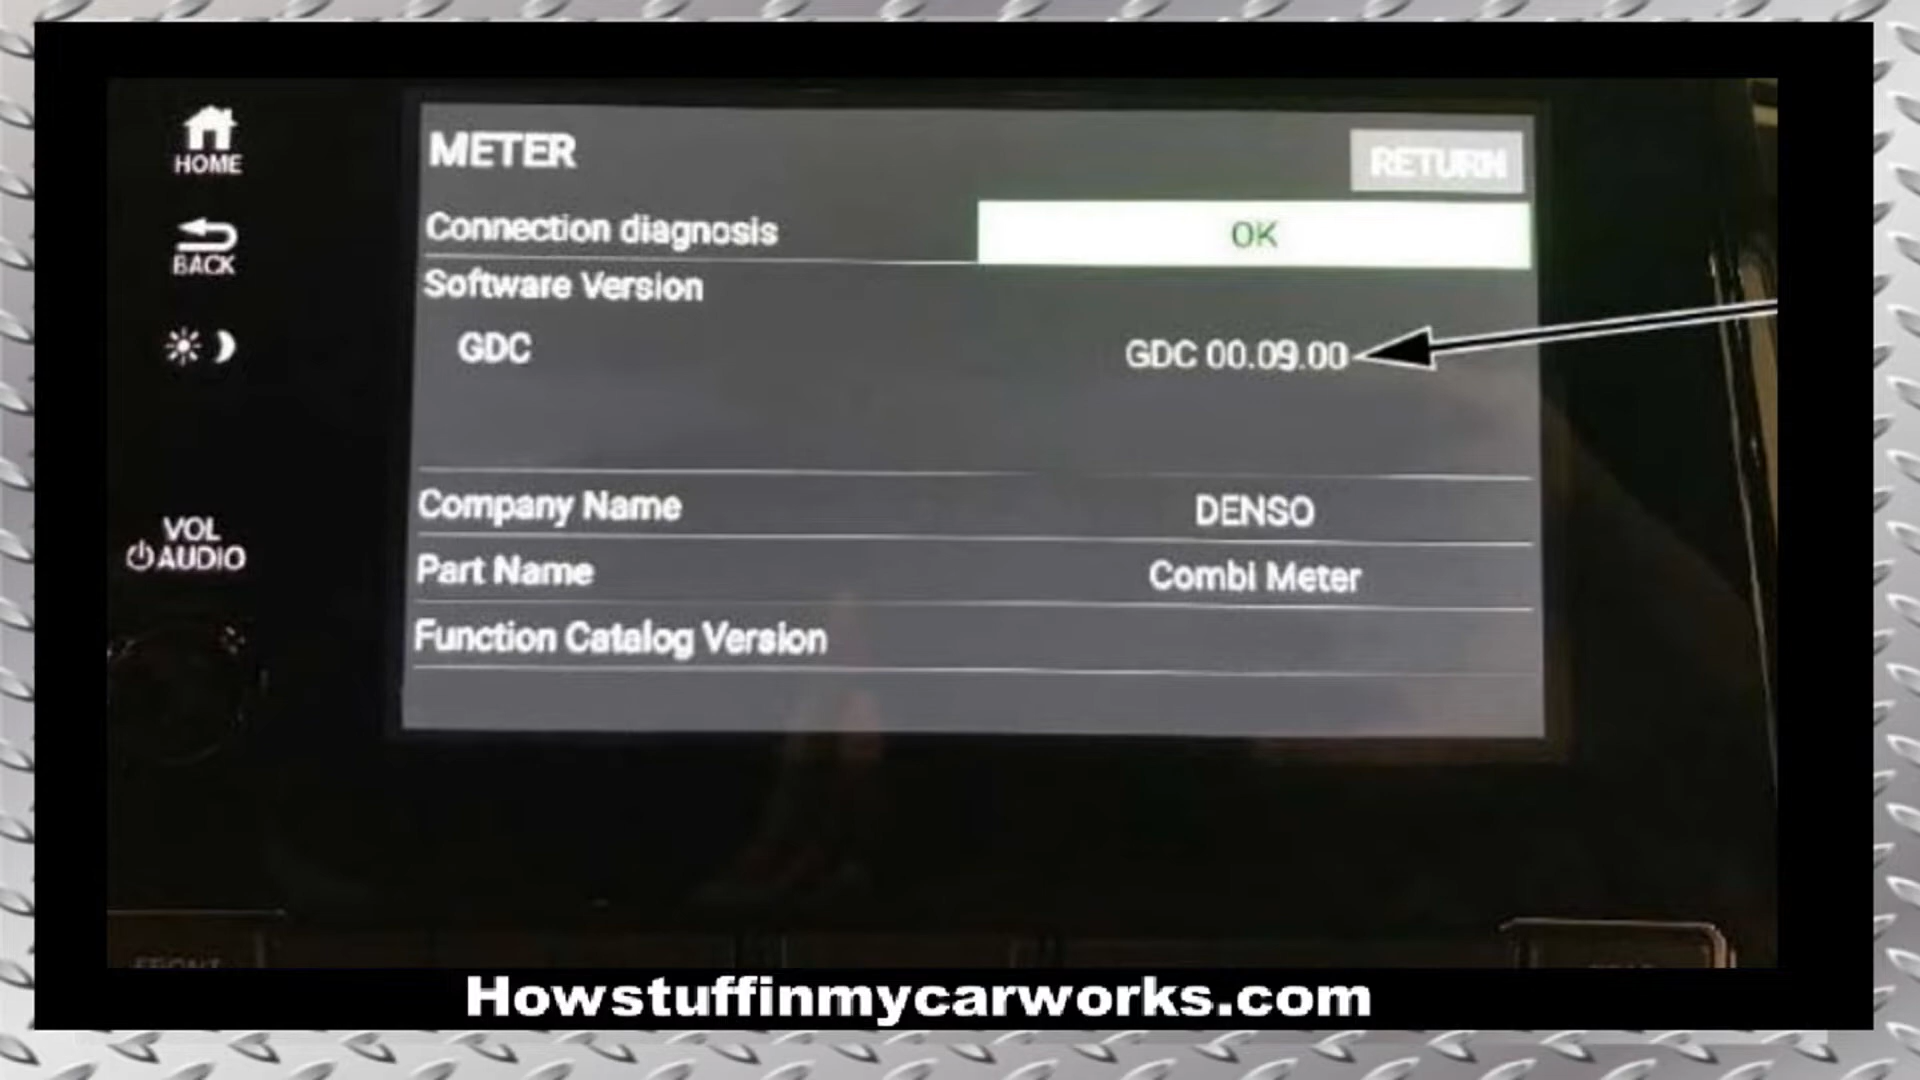 HOME
BACK
VOL
AUDIO
METER
RETURN
Connection diagnosis OK
Software Version
GDC GDC 00.09.00
Company Name DENSO
Part Name Combi Meter
Function Catalog Version
FRONT
Howstuffinmycarworks.com